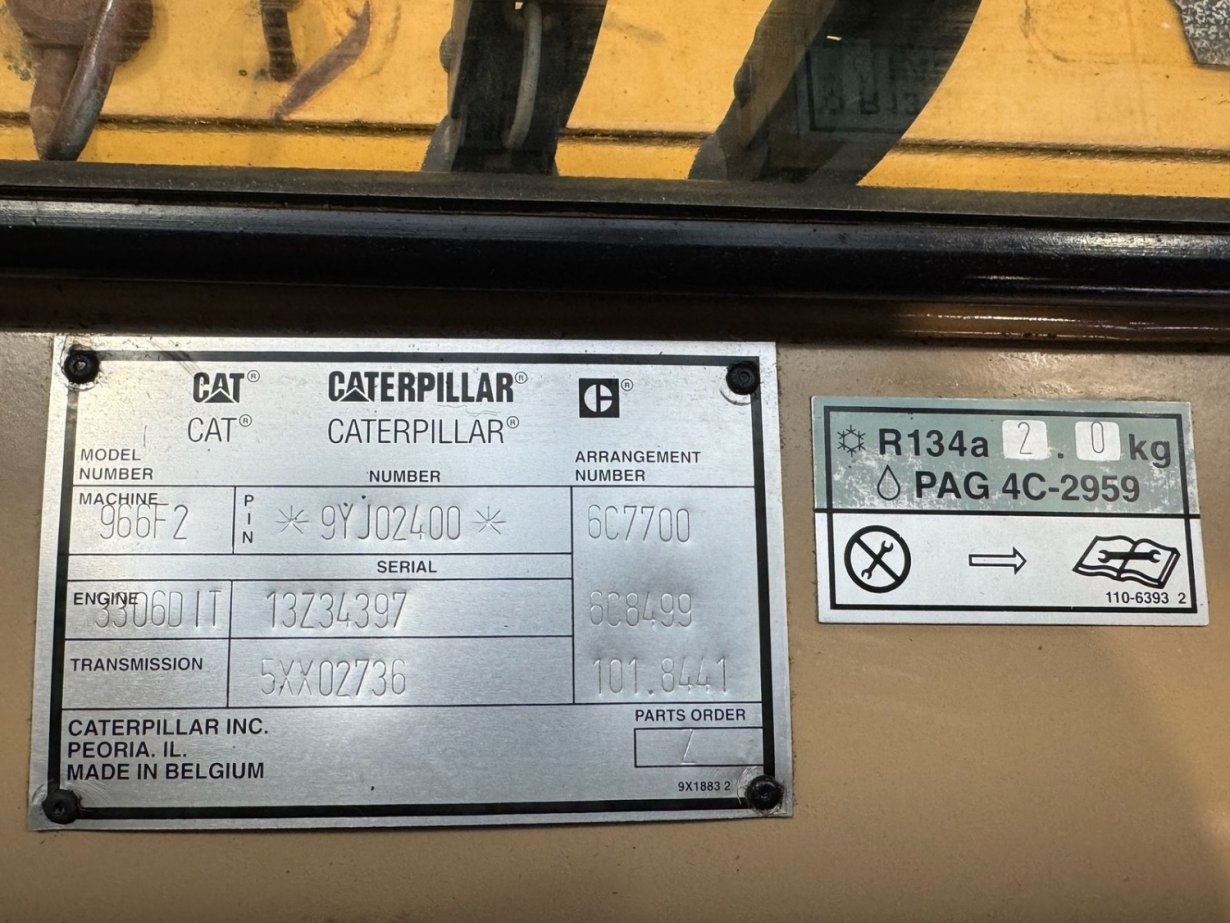 CAT® CATERPILLAR® C®
CAT® CATERPILLAR®
MODEL NUMBER NUMBER ARRANGEMENT NUMBER
MACHINE 966F2 PIN *9YJ02400* 6C7700
SERIAL
ENGINE 3306DIT 13Z34397 6C8499
TRANSMISSION 5XX02736 101.8441
CATERPILLAR INC.
PEORIA. IL.
MADE IN BELGIUM
PARTS ORDER
9X1883 2
R134a 2.0 kg
PAG 4C-2959
110-6393 2